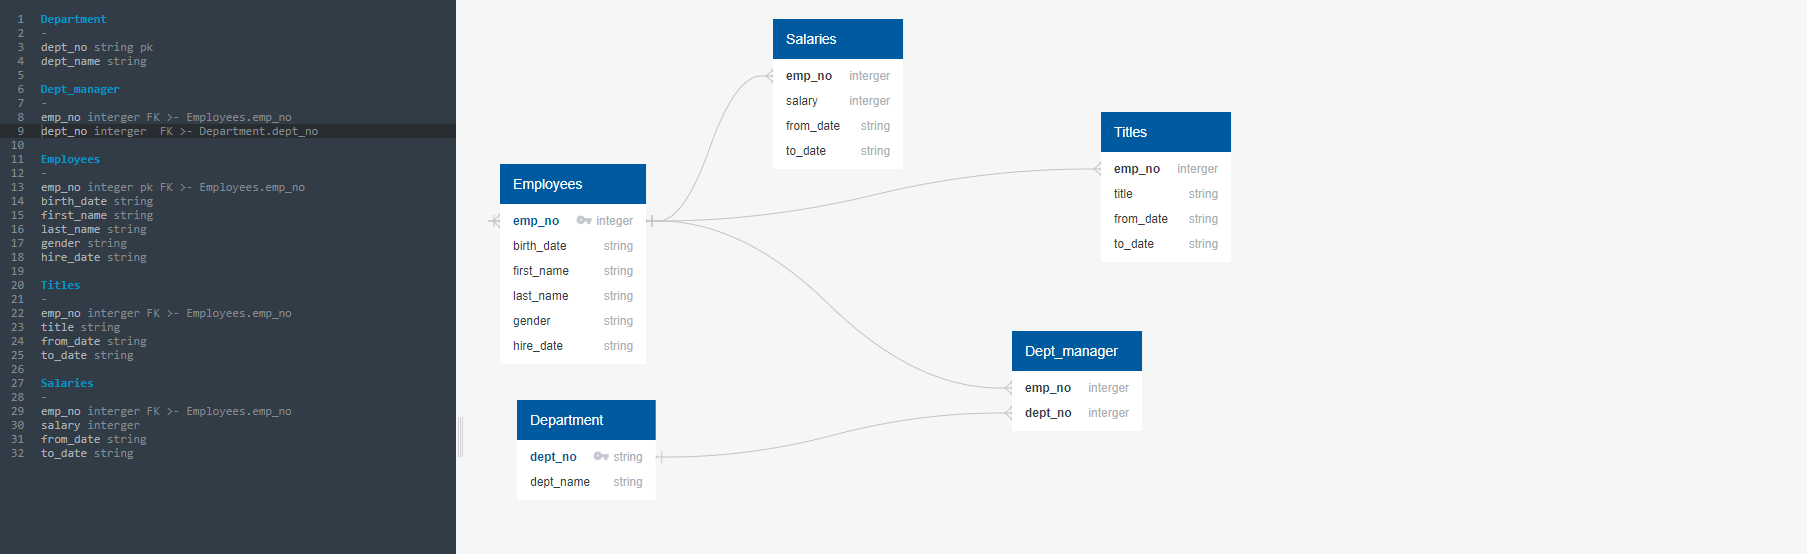 1 Department
2 -
3 dept_no string pk
4 dept_name string
5
6 Dept_manager
7 -
8 emp_no interger FK >- Employees.emp_no
9 dept_no interger  FK >- Department.dept_no
10
11 Employees
12 -
13 emp_no integer pk FK >- Employees.emp_no
14 birth_date string
15 first_name string
16 last_name string
17 gender string
18 hire_date string
19
20 Titles
21 -
22 emp_no interger FK >- Employees.emp_no
23 title string
24 from_date string
25 to_date string
26
27 Salaries
28 -
29 emp_no interger FK >- Employees.emp_no
30 salary interger
31 from_date string
32 to_date string
Salaries
emp_no interger
salary interger
from_date string
to_date string
Titles
emp_no interger
title string
from_date string
to_date string
Employees
emp_no integer
birth_date string
first_name string
last_name string
gender string
hire_date string
Dept_manager
emp_no interger
dept_no interger
Department
dept_no string
dept_name string